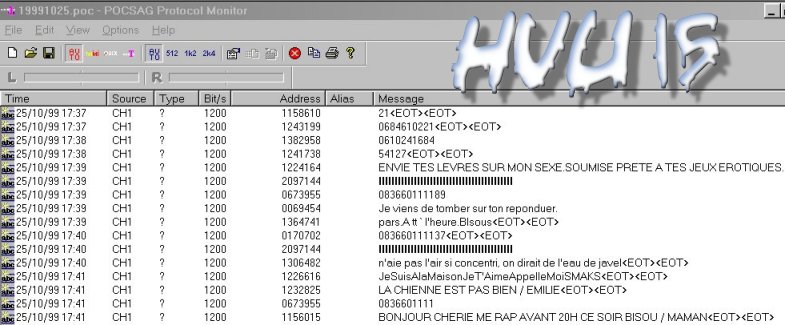 19991025.poc - POCSAG Protocol Monitor
File Edit View Options Help
AUTO AUTO 512 1k2 2k4
L R
HVU 15
Time Source Type Bit/s Address Alias Message
25/10/99 17:37 CH1 ? 1200 1158610 21<EOT><EOT>
25/10/99 17:37 CH1 ? 1200 1243199 0684610221<EOT><EOT>
25/10/99 17:38 CH1 ? 1200 1382958 0610241684
25/10/99 17:38 CH1 ? 1200 1241738 54127<EOT><EOT>
25/10/99 17:39 CH1 ? 1200 1224164 ENVIE TES LEVRES SUR MON SEXE.SOUMISE PRETE A TES JEUX EROTIQUES.
25/10/99 17:39 CH1 ? 1200 2097144
25/10/99 17:39 CH1 ? 1200 0673955 083660111189
25/10/99 17:39 CH1 ? 1200 0069454 Je viens de tomber sur ton reponduer.
25/10/99 17:39 CH1 ? 1200 1364741 pars.A tt ` l'heure.BIsous<EOT><EOT>
25/10/99 17:40 CH1 ? 1200 0170702 083660111137<EOT><EOT>
25/10/99 17:40 CH1 ? 1200 2097144
25/10/99 17:40 CH1 ? 1200 1306482 n'aie pas l'air si concentri, on dirait de l'eau de javel<EOT><EOT>
25/10/99 17:41 CH1 ? 1200 1226616 JeSuisAlaMaisonJeT'AimeAppelleMoiSMAKS<EOT><EOT>
25/10/99 17:41 CH1 ? 1200 1232825 LA CHIENNE EST PAS BIEN / EMILIE<EOT><EOT>
25/10/99 17:41 CH1 ? 1200 0673955 0836601111
25/10/99 17:41 CH1 ? 1200 1156015 BONJOUR CHERIE ME RAP AVANT 20H CE SOIR BISOU / MAMAN<EOT><EOT>